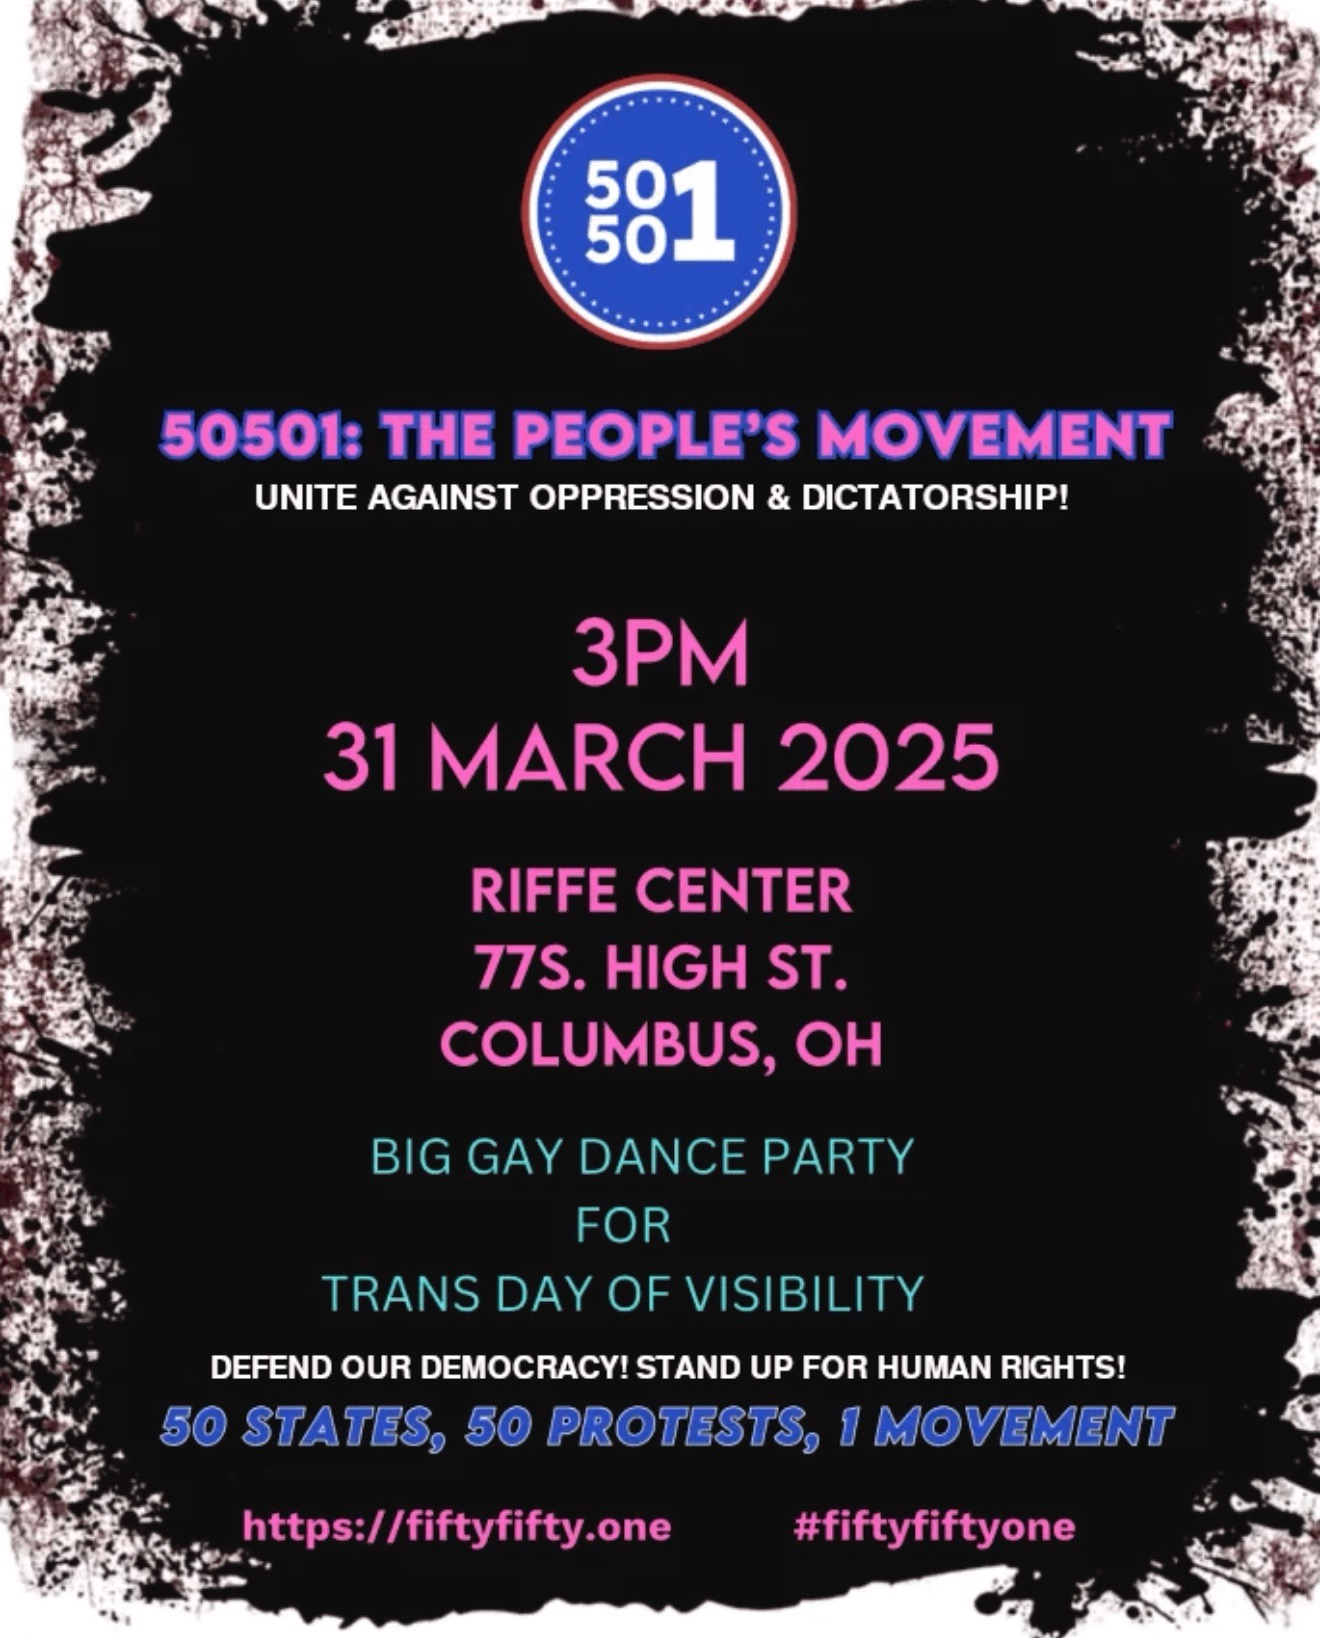 50
50
1
50501: THE PEOPLE'S MOVEMENT
UNITE AGAINST OPPRESSION & DICTATORSHIP!
3PM
31 MARCH 2025
RIFFE CENTER
77S. HIGH ST.
COLUMBUS, OH
BIG GAY DANCE PARTY
FOR
TRANS DAY OF VISIBILITY
DEFEND OUR DEMOCRACY! STAND UP FOR HUMAN RIGHTS!
50 STATES, 50 PROTESTS, 1 MOVEMENT
https://fiftyfifty.one #fiftyfiftyone